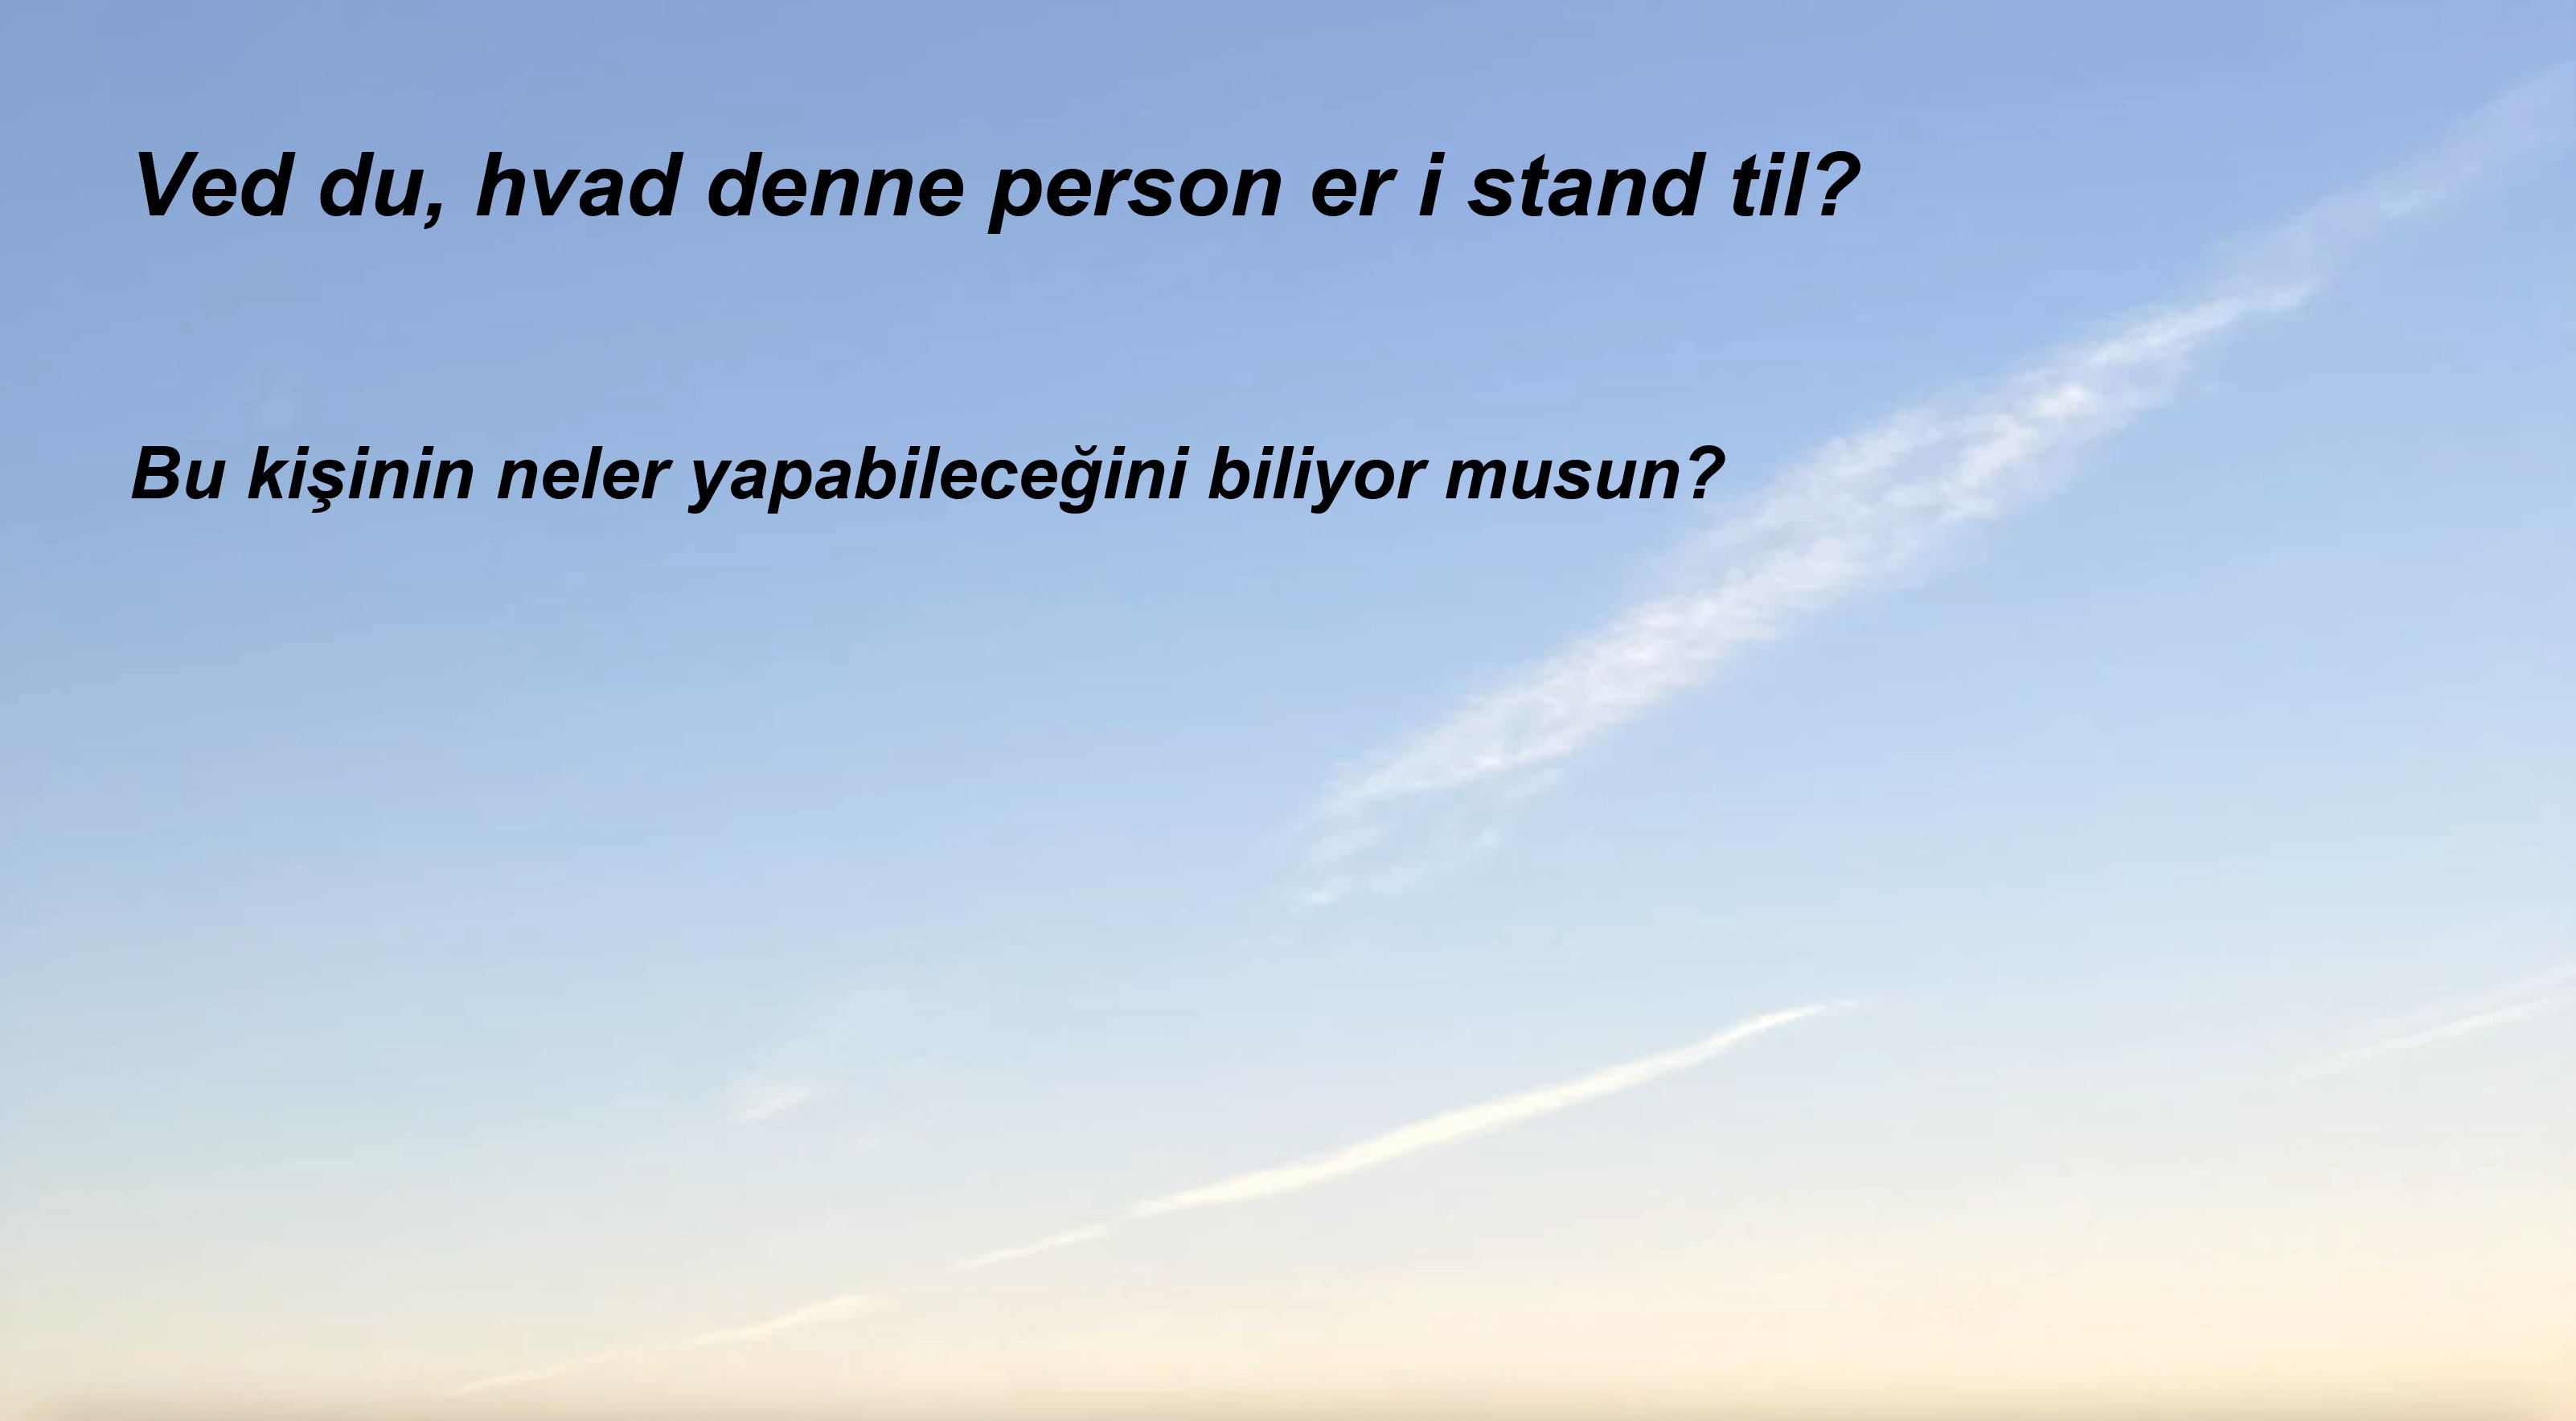 Ved du, hvad denne person er i stand til?
Bu kişinin neler yapabileceğini biliyor musun?